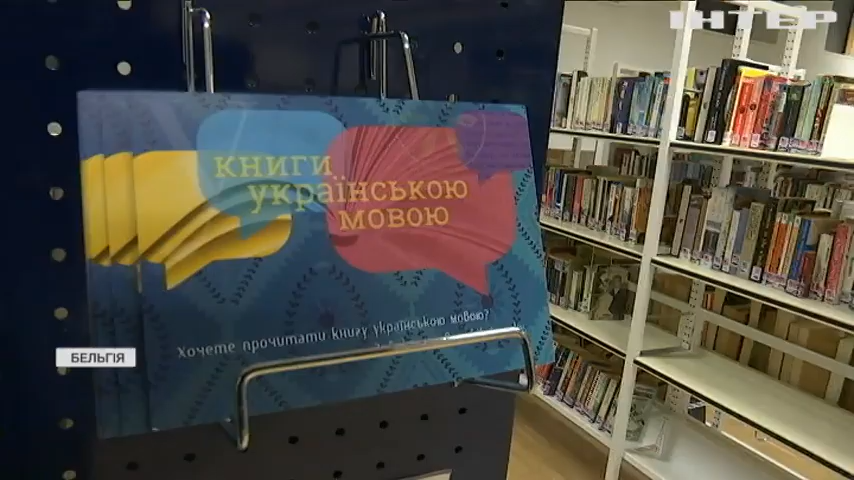 ІНТЕР
КНИГИ
УКРАЇНСЬКОЮ
МОВОЮ
Хочете прочитати книгу українською мовою?
БЕЛЬГІЯ